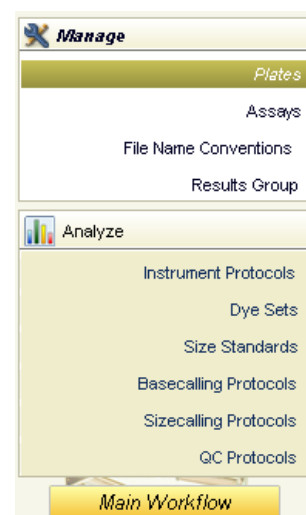 Manage
Plates
Assays
File Name Conventions
Results Group
Analyze
Instrument Protocols
Dye Sets
Size Standards
Basecalling Protocols
Sizecalling Protocols
QC Protocols
Main Workflow